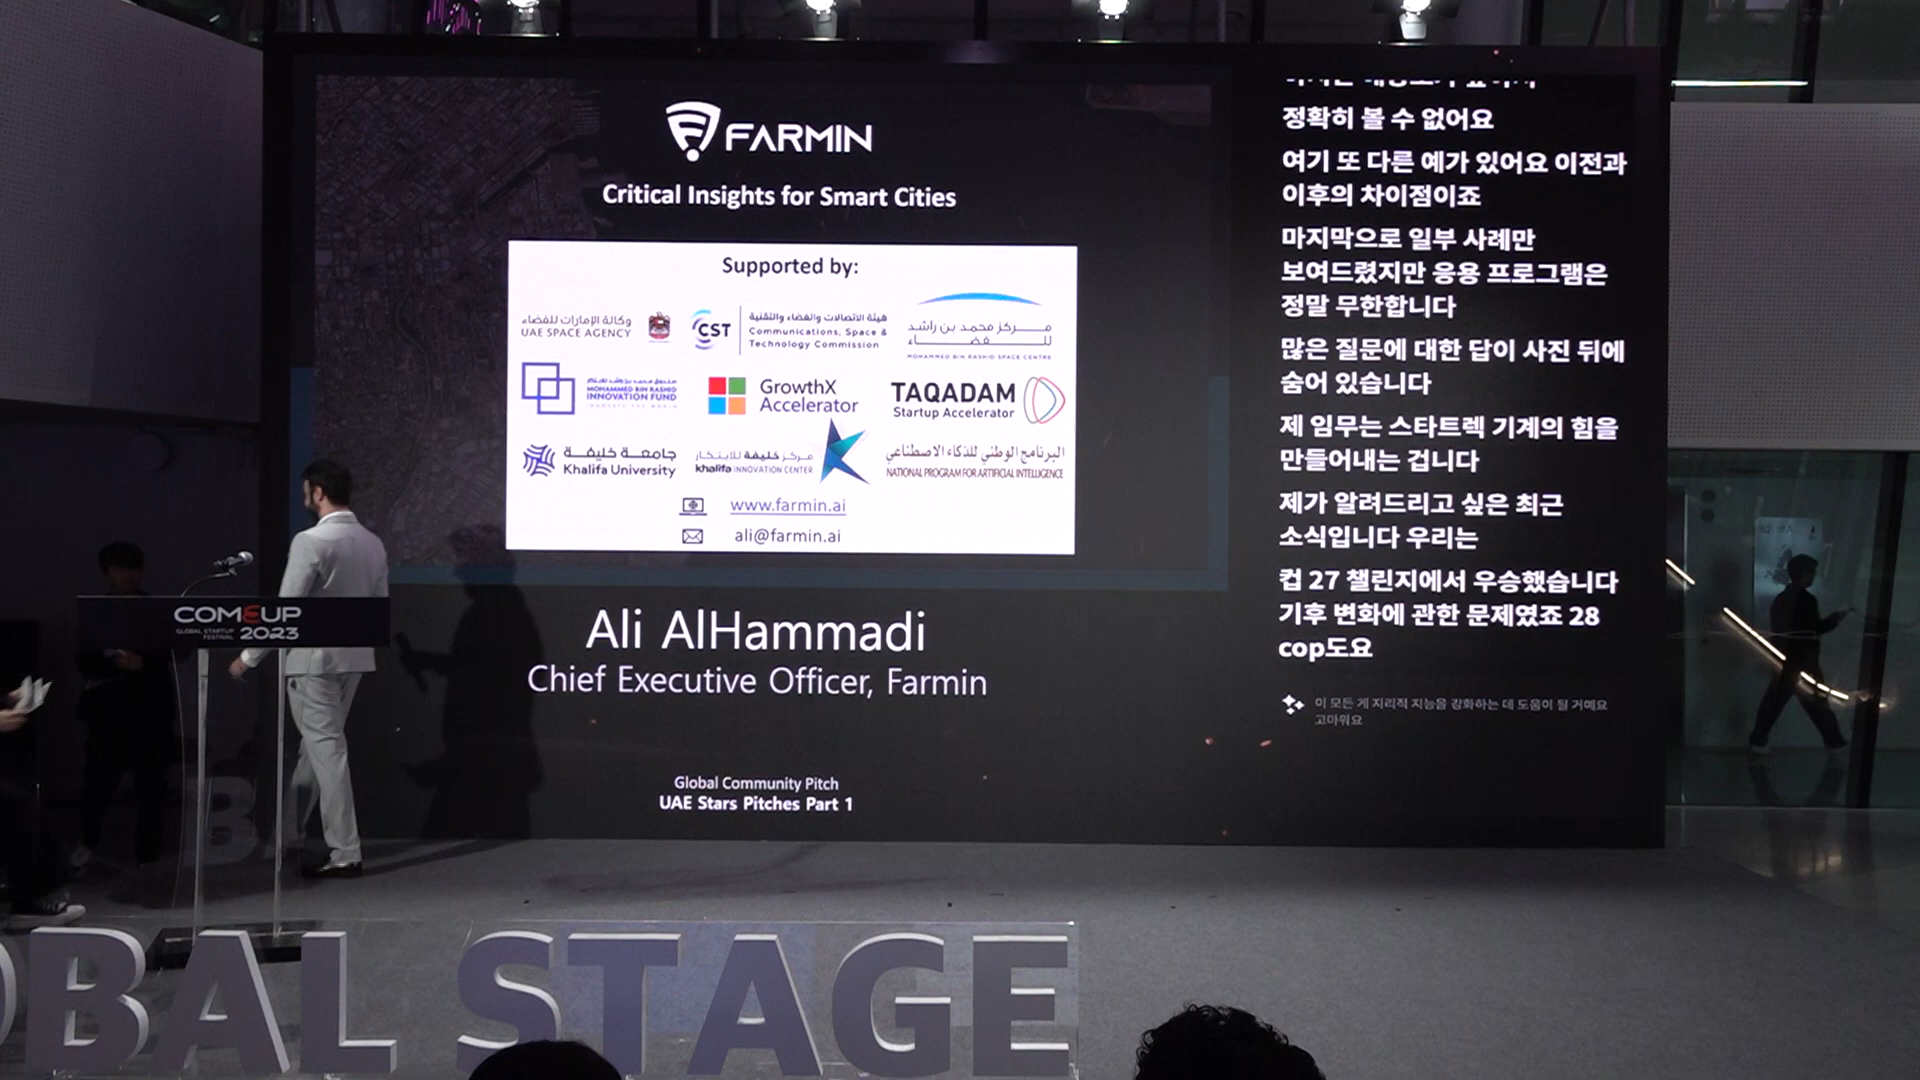 FARMIN
Critical Insights for Smart Cities
Supported by:
وكالة الإمارات للفضاء
UAE SPACE AGENCY
CST
هيئة الاتصالات والفضاء والتقنية
Communications, Space &
Technology Commission
مركز محمد بن راشد
للفضاء
MOHAMMED BIN RASHID SPACE CENTRE
MOHAMMED BIN RASHID
INNOVATION FUND
INNOVATE THE WORLD
GrowthX
Accelerator
TAQADAM
Startup Accelerator
جامعة خليفة
Khalifa University
مركز خليفة للابتكار
khalifa INNOVATION CENTER
البرنامج الوطني للذكاء الاصطناعي
NATIONAL PROGRAM FOR ARTIFICIAL INTELLIGENCE
www.farmin.ai
ali@farmin.ai
Ali AlHammadi
Chief Executive Officer, Farmin
Global Community Pitch
UAE Stars Pitches Part 1
정확히 볼 수 없어요
여기 또 다른 예가 있어요 이전과
이후의 차이점이죠
마지막으로 일부 사례만
보여드렸지만 응용 프로그램은
정말 무한합니다
많은 질문에 대한 답이 사진 뒤에
숨어 있습니다
제 임무는 스타트렉 기계의 힘을
만들어내는 겁니다
제가 알려드리고 싶은 최근
소식입니다 우리는
컵 27 챌린지에서 우승했습니다
기후 변화에 관한 문제였죠 28
cop도요
이 모든 게 지리적 지능을 강화하는 데 도움이 될 거예요
고마워요
COMEUP
GLOBAL STARTUP
FESTIVAL 2023
BAL STAGE